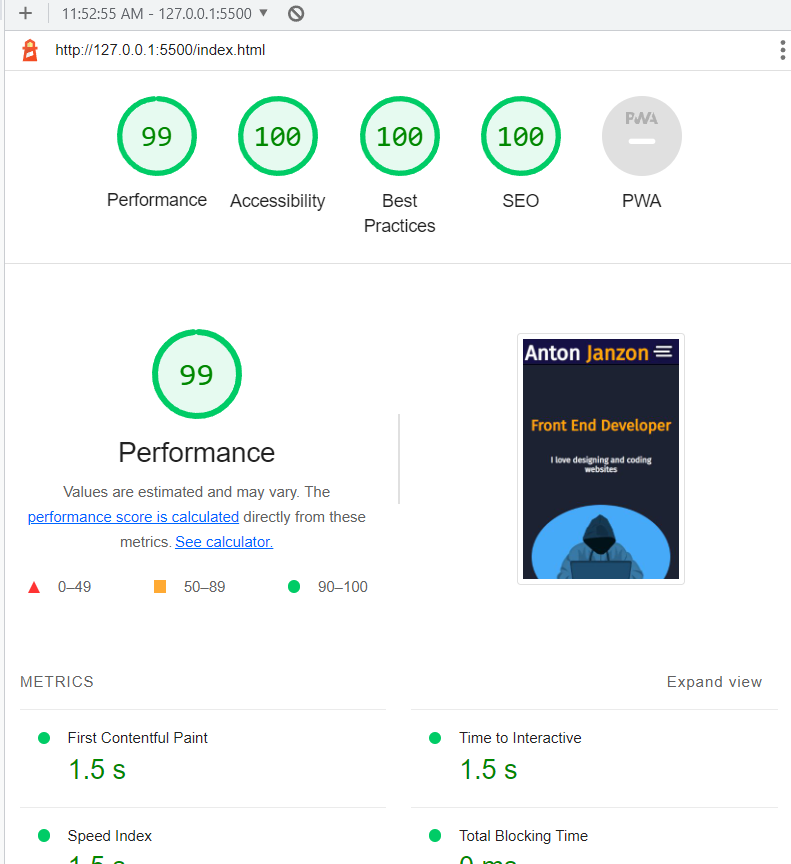 11:52:55 AM - 127.0.0.1:5500
http://127.0.0.1:5500/index.html
99
100
100
100
PWA
Performance
Accessibility
Best
Practices
SEO
PWA
99
Performance
Values are estimated and may vary. The
performance score is calculated directly from these
metrics. See calculator.
0–49
50–89
90–100
Anton Janzon
Front End Developer
I love designing and coding
websites
METRICS
Expand view
First Contentful Paint
1.5 s
Time to Interactive
1.5 s
Speed Index
1.5 s
Total Blocking Time
0 ms